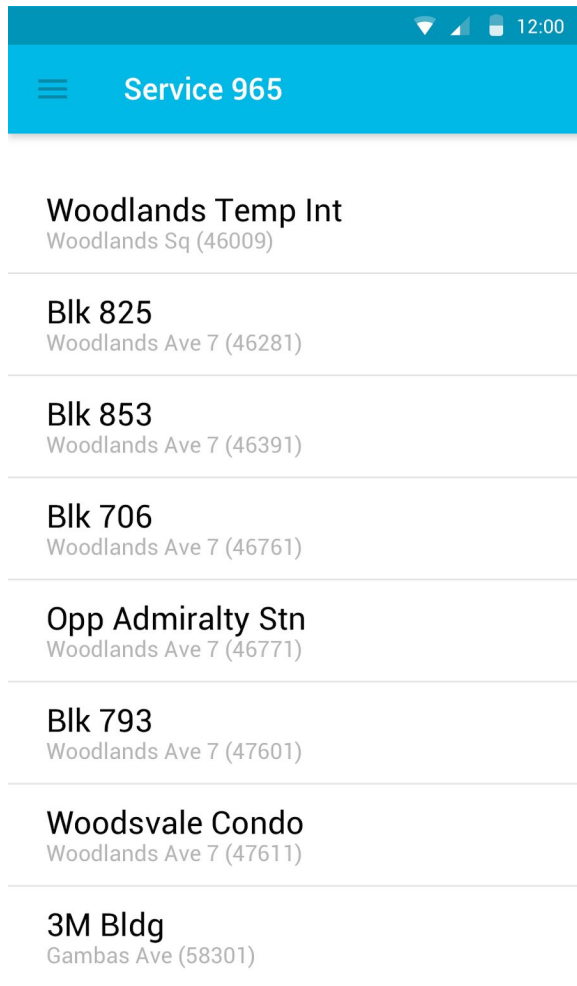 12:00
Service 965
Woodlands Temp Int
Woodlands Sq (46009)
Blk 825
Woodlands Ave 7 (46281)
Blk 853
Woodlands Ave 7 (46391)
Blk 706
Woodlands Ave 7 (46761)
Opp Admiralty Stn
Woodlands Ave 7 (46771)
Blk 793
Woodlands Ave 7 (47601)
Woodsvale Condo
Woodlands Ave 7 (47611)
3M Bldg
Gambas Ave (58301)